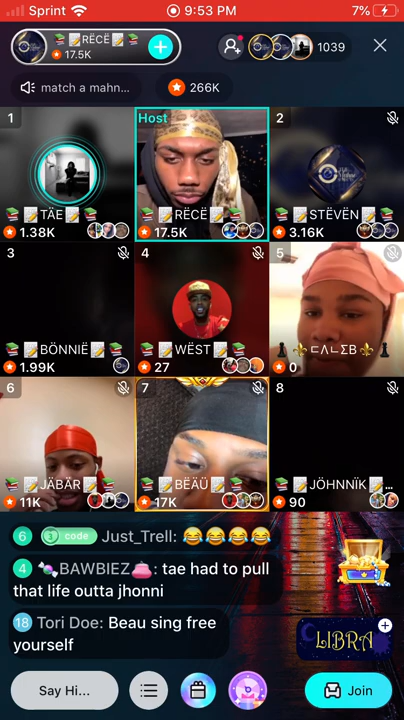 Sprint 9:53 PM 7%
📚📝RËCË📝📚
17.5K
1039
match a mahn...
266K
1
Host
2
📚📝TÄE📝📚
📚📝RËCË📝📚
📚📝STËVËN📝📚
1.38K
17.5K
3.16K
3
4
5
📚📝BÖNNIË📝📚
📚📝WËST📝📚
♟⚜️ㄷΛㄴΣB⚜️♟
1.99K
27
0
6
7
8
📚📝JÄBÄR📝📚
📚📝BËÄÜ📝📚
📚📝JÖHNNÏK📝...
11K
17K
90
6 1 code Just_Trell: 😂😂😂😂
4 🍬BAWBIEZ👛: tae had to pull
that life outta jhonni
18 Tori Doe: Beau sing free
yourself
LIBRA
Say Hi...
Join